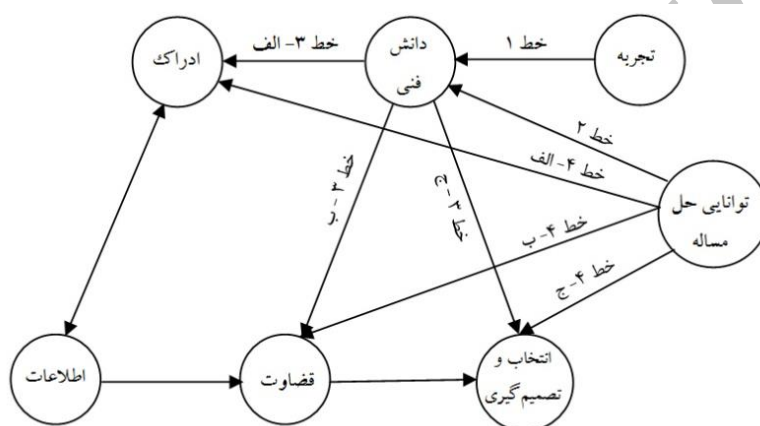 تجربه
خط ۱
دانش
فنی
خط ۳- الف
ادراک
خط ۲
خط ۴- الف
توانایی حل
مساله
خط ۳- ب
خط ۳- ج
خط ۴- ب
خط ۴- ج
انتخاب و
تصمیم‌گیری
قضاوت
اطلاعات